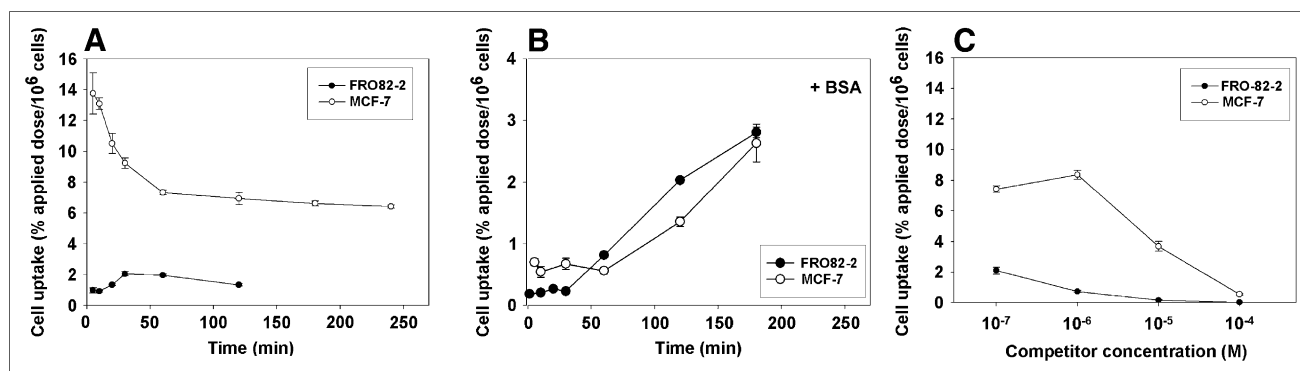 A
Cell uptake (% applied dose/10⁶ cells)
16
14
12
10
8
6
4
2
0
FRO82-2
MCF-7
0 50 100 150 200 250
Time (min)
B
Cell uptake (% applied dose/10⁶ cells)
4
3
2
1
0
+ BSA
FRO82-2
MCF-7
0 50 100 150 200 250
Time (min)
C
Cell uptake (% applied dose/10⁶ cells)
16
14
12
10
8
6
4
2
0
FRO-82-2
MCF-7
10⁻⁷ 10⁻⁶ 10⁻⁵ 10⁻⁴
Competitor concentration (M)